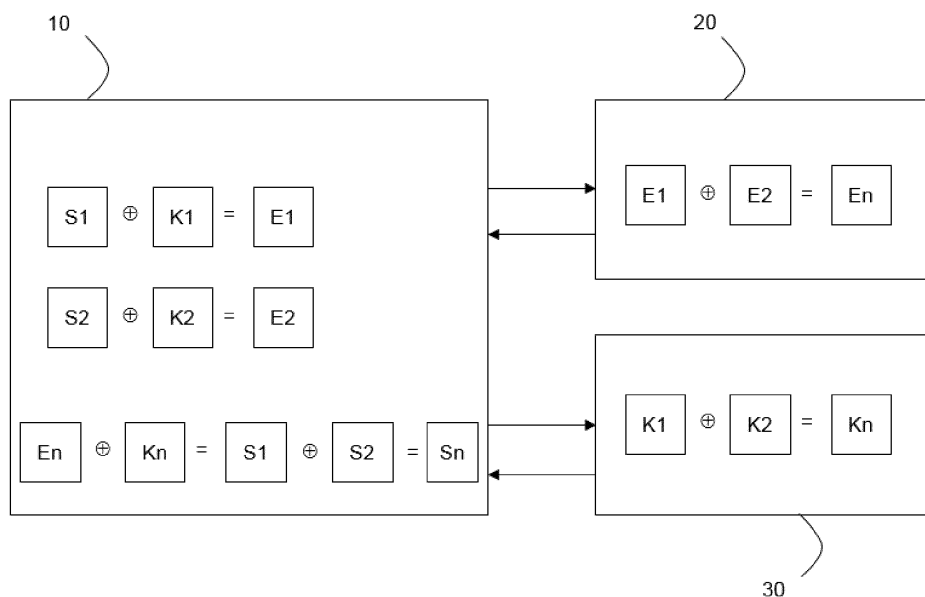 10
20
S1 ⊕ K1 = E1
S2 ⊕ K2 = E2
En ⊕ Kn = S1 ⊕ S2 = Sn
E1 ⊕ E2 = En
K1 ⊕ K2 = Kn
30